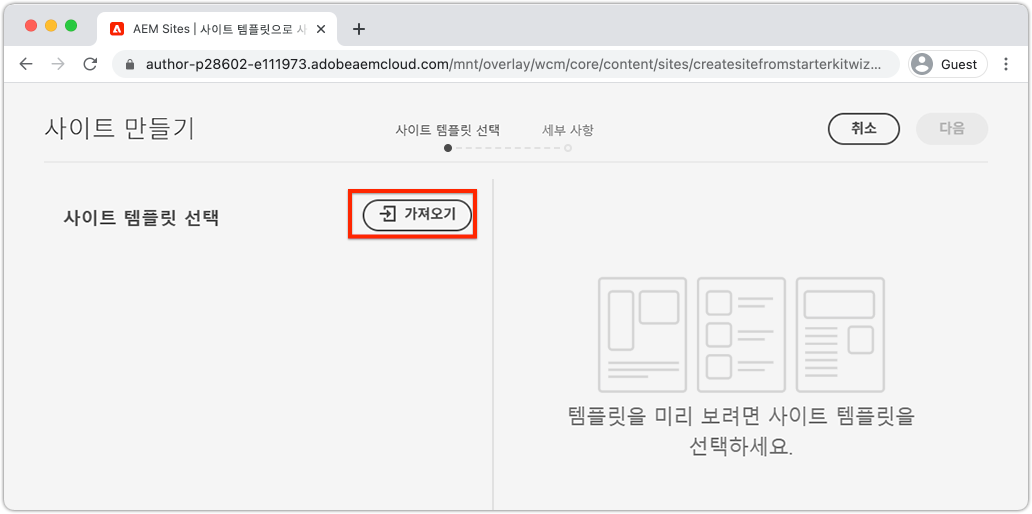 AEM Sites | 사이트 템플릿으로 사
author-p28602-e111973.adobeaemcloud.com/mnt/overlay/wcm/core/content/sites/createsitefromstarterkitwiz...
Guest
사이트 만들기
사이트 템플릿 선택
세부 사항
취소
다음
사이트 템플릿 선택
가져오기
템플릿을 미리 보려면 사이트 템플릿을
선택하세요.